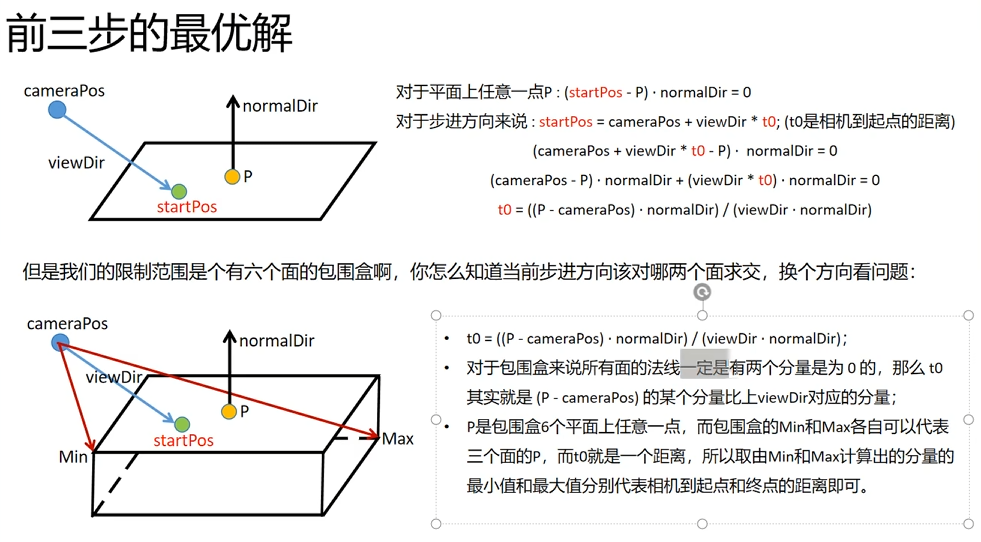 前三步的最优解
cameraPos
normalDir
viewDir
P
startPos
对于平面上任意一点P : (startPos - P) · normalDir = 0
对于步进方向来说 : startPos = cameraPos + viewDir * t0; (t0是相机到起点的距离)
(cameraPos + viewDir * t0 - P) · normalDir = 0
(cameraPos - P) · normalDir + (viewDir * t0) · normalDir = 0
t0 = ((P - cameraPos) · normalDir) / (viewDir · normalDir)
但是我们的限制范围是个有六个面的包围盒啊，你怎么知道当前步进方向该对哪两个面求交，换个方向看问题：
cameraPos
normalDir
viewDir
P
startPos
Min
Max
• t0 = ((P - cameraPos) · normalDir) / (viewDir · normalDir)；
• 对于包围盒来说所有面的法线一定是有两个分量是为 0 的，那么 t0
其实就是 (P - cameraPos) 的某个分量比上viewDir对应的分量；
• P是包围盒6个平面上任意一点，而包围盒的Min和Max各自可以代表
三个面的P，而t0就是一个距离，所以取由Min和Max计算出的分量的
最小值和最大值分别代表相机到起点和终点的距离即可。